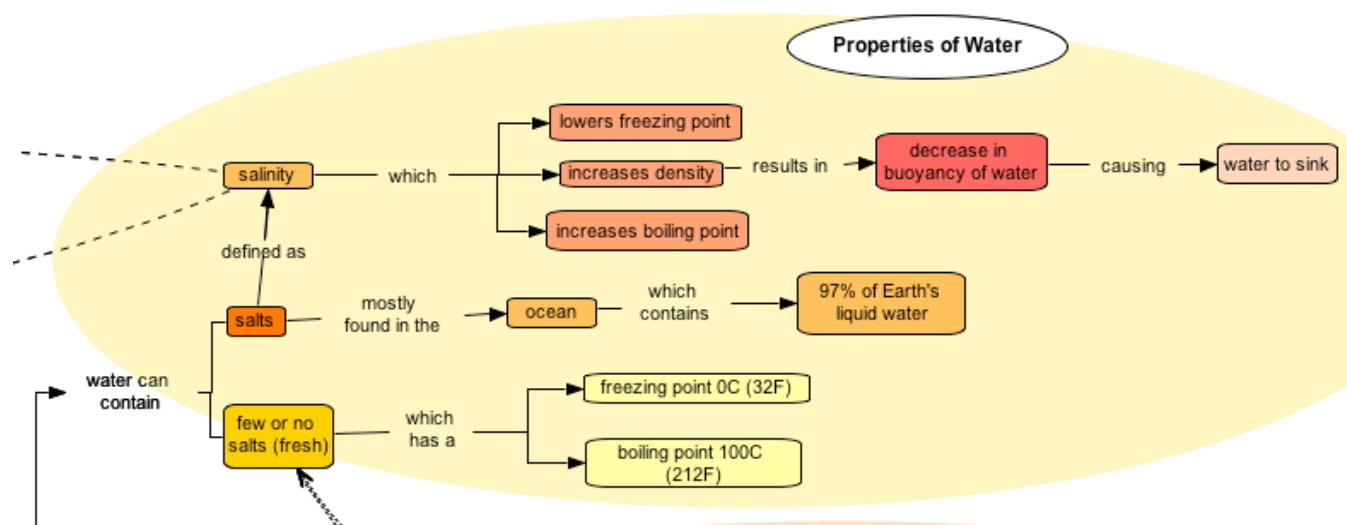 Properties of Water
lowers freezing point
salinity
which
increases density
results in
decrease in
buoyancy of water
causing
water to sink
increases boiling point
defined as
salts
mostly
found in the
ocean
which
contains
97% of Earth's
liquid water
water can
contain
few or no
salts (fresh)
which
has a
freezing point 0C (32F)
boiling point 100C
(212F)